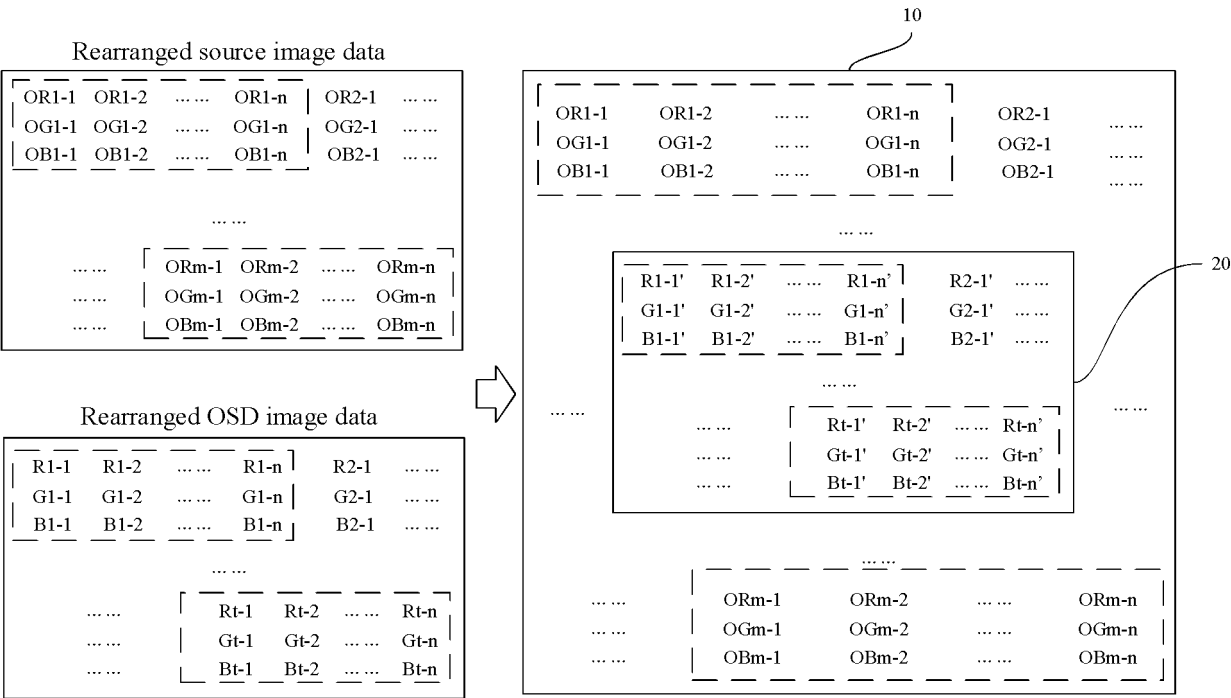 Rearranged source image data
OR1-1 OR1-2 ...... OR1-n OR2-1 ......
OG1-1 OG1-2 ...... OG1-n OG2-1 ......
OB1-1 OB1-2 ...... OB1-n OB2-1 ......
......
...... ORm-1 ORm-2 ...... ORm-n
...... OGm-1 OGm-2 ...... OGm-n
...... OBm-1 OBm-2 ...... OBm-n
Rearranged OSD image data
R1-1 R1-2 ...... R1-n R2-1 ......
G1-1 G1-2 ...... G1-n G2-1 ......
B1-1 B1-2 ...... B1-n B2-1 ......
......
...... Rt-1 Rt-2 ...... Rt-n
...... Gt-1 Gt-2 ...... Gt-n
...... Bt-1 Bt-2 ...... Bt-n
10
OR1-1 OR1-2 ...... OR1-n OR2-1 ......
OG1-1 OG1-2 ...... OG1-n OG2-1 ......
OB1-1 OB1-2 ...... OB1-n OB2-1 ......
......
20
R1-1' R1-2' ...... R1-n’ R2-1' ......
G1-1' G1-2' ...... G1-n’ G2-1' ......
B1-1' B1-2' ...... B1-n’ B2-1' ......
......
...... ......
...... Rt-1' Rt-2' ...... Rt-n’
...... Gt-1' Gt-2' ...... Gt-n’
...... Bt-1' Bt-2' ...... Bt-n’
......
...... ORm-1 ORm-2 ...... ORm-n
...... OGm-1 OGm-2 ...... OGm-n
...... OBm-1 OBm-2 ...... OBm-n